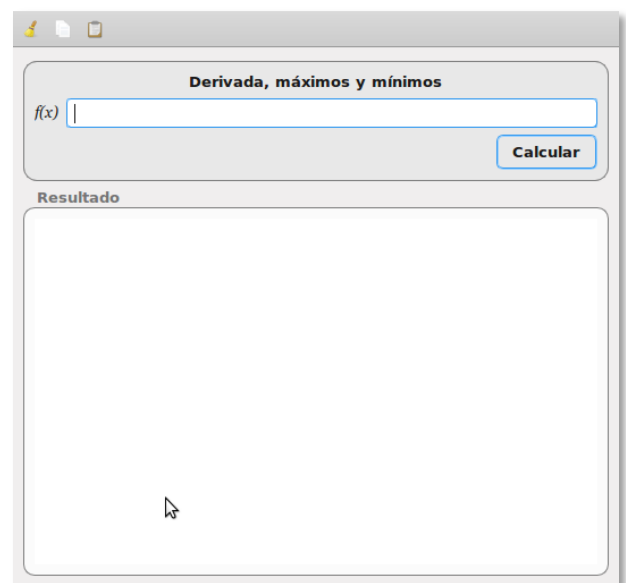 Derivada, máximos y mínimos
f(x)
Calcular
Resultado